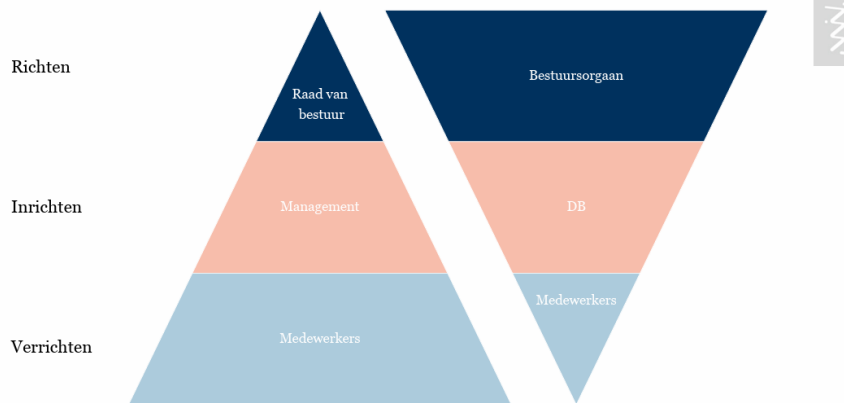 Richten
Raad van
bestuur
Bestuursorgaan
Inrichten
Management
DB
Verrichten
Medewerkers
Medewerkers